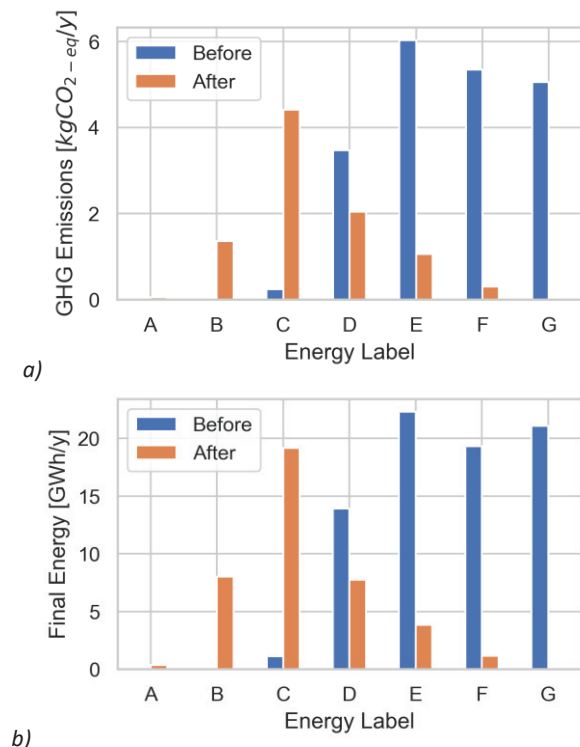 GHG Emissions [kgCO2−eq/y]
6
4
2
0
Before
After
A B C D E F G
Energy Label
a)
Final Energy [GWh/y]
20
15
10
5
0
Before
After
A B C D E F G
Energy Label
b)